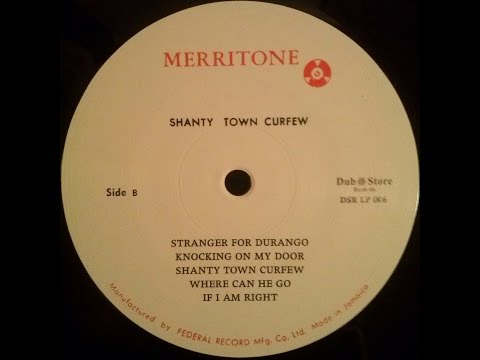 MERRITONE
SHANTY TOWN CURFEW
Side B
Dub Store
Records
DSR LP 006
STRANGER FOR DURANGO
KNOCKING ON MY DOOR
SHANTY TOWN CURFEW
WHERE CAN HE GO
IF I AM RIGHT
Manufactured by FEDERAL RECORD Mfg. Co. Ltd. Made in Jamaica